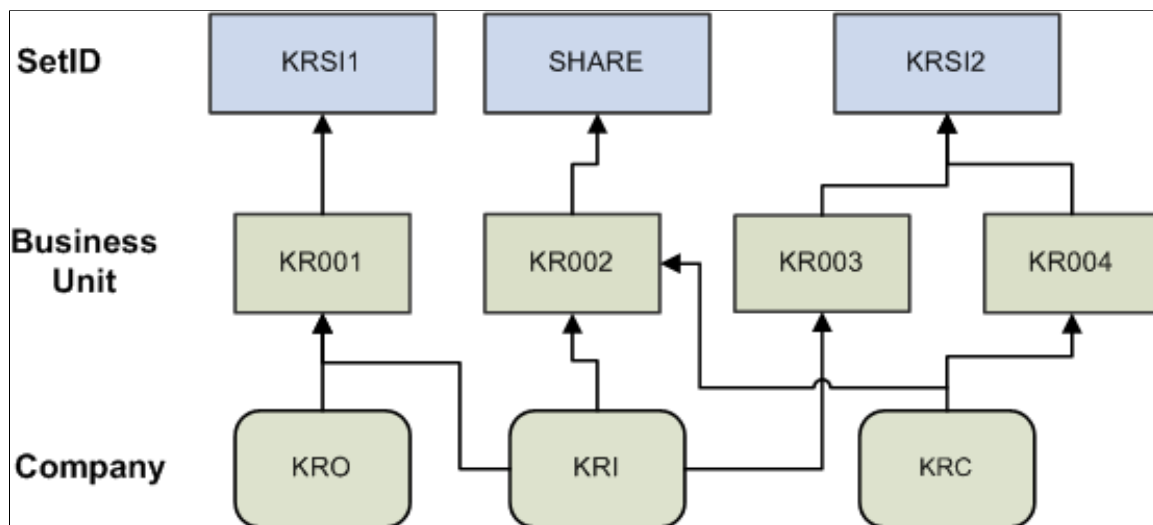 SetID
KRSI1
SHARE
KRSI2
Business
Unit
KR001
KR002
KR003
KR004
Company
KRO
KRI
KRC